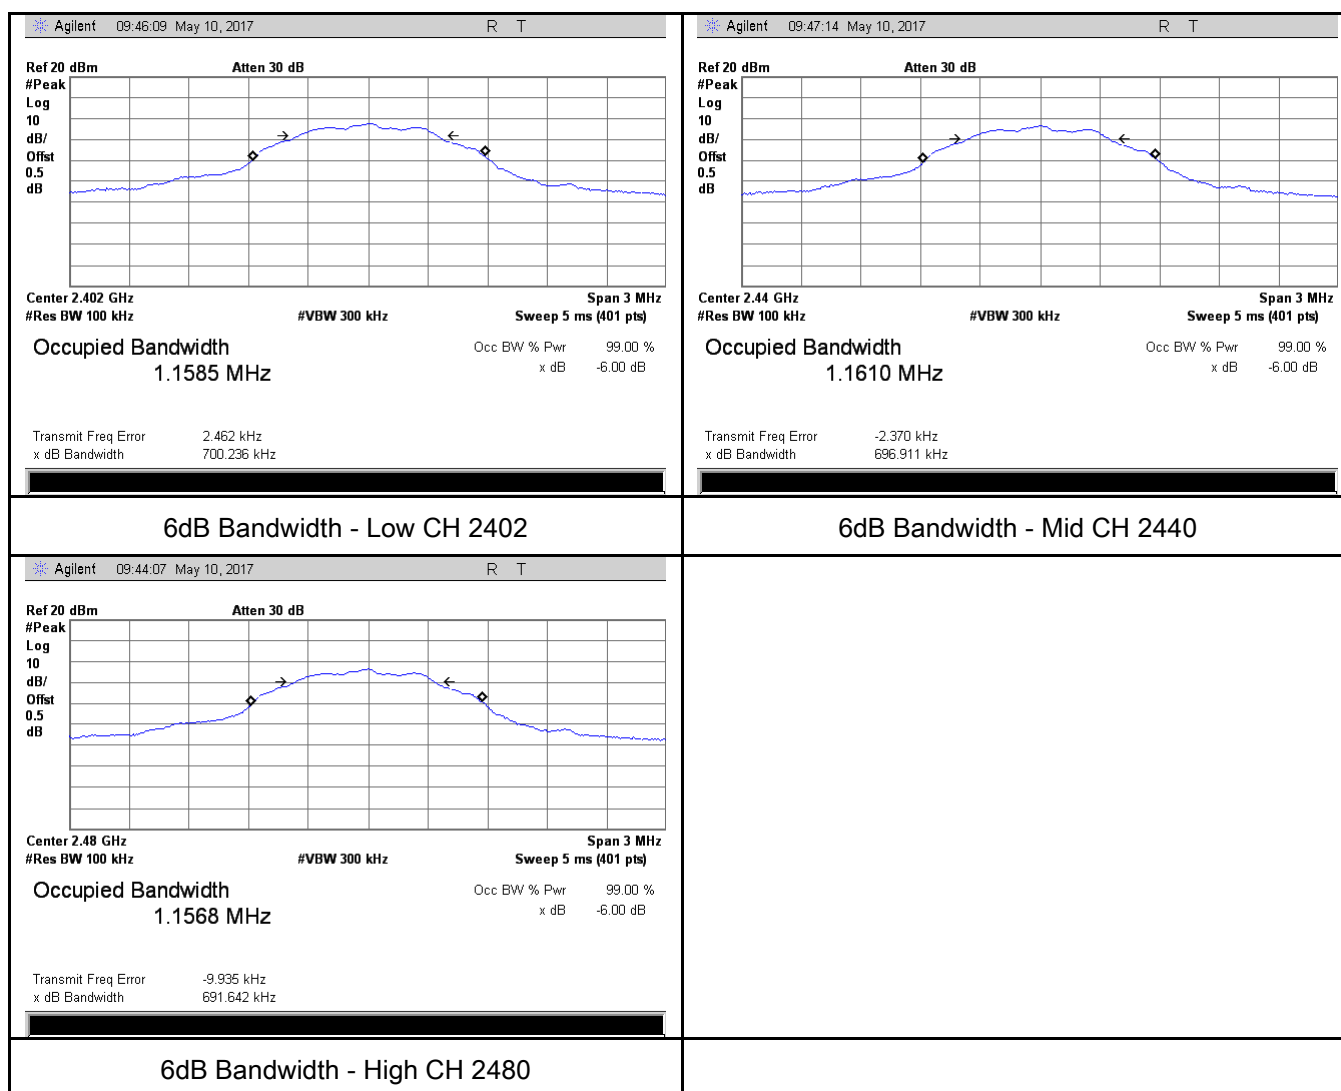 Agilent 09:46:09 May 10, 2017 R T
Ref 20 dBm Atten 30 dB
#Peak
Log
10
dB/
Offst
0.5
dB
Center 2.402 GHz Span 3 MHz
#Res BW 100 kHz #VBW 300 kHz Sweep 5 ms (401 pts)
Occupied Bandwidth Occ BW % Pwr 99.00 %
1.1585 MHz x dB -6.00 dB
Transmit Freq Error 2.462 kHz
x dB Bandwidth 700.236 kHz
6dB Bandwidth - Low CH 2402
Agilent 09:47:14 May 10, 2017 R T
Ref 20 dBm Atten 30 dB
#Peak
Log
10
dB/
Offst
0.5
dB
Center 2.44 GHz Span 3 MHz
#Res BW 100 kHz #VBW 300 kHz Sweep 5 ms (401 pts)
Occupied Bandwidth Occ BW % Pwr 99.00 %
1.1610 MHz x dB -6.00 dB
Transmit Freq Error -2.370 kHz
x dB Bandwidth 696.911 kHz
6dB Bandwidth - Mid CH 2440
Agilent 09:44:07 May 10, 2017 R T
Ref 20 dBm Atten 30 dB
#Peak
Log
10
dB/
Offst
0.5
dB
Center 2.48 GHz Span 3 MHz
#Res BW 100 kHz #VBW 300 kHz Sweep 5 ms (401 pts)
Occupied Bandwidth Occ BW % Pwr 99.00 %
1.1568 MHz x dB -6.00 dB
Transmit Freq Error -9.935 kHz
x dB Bandwidth 691.642 kHz
6dB Bandwidth - High CH 2480